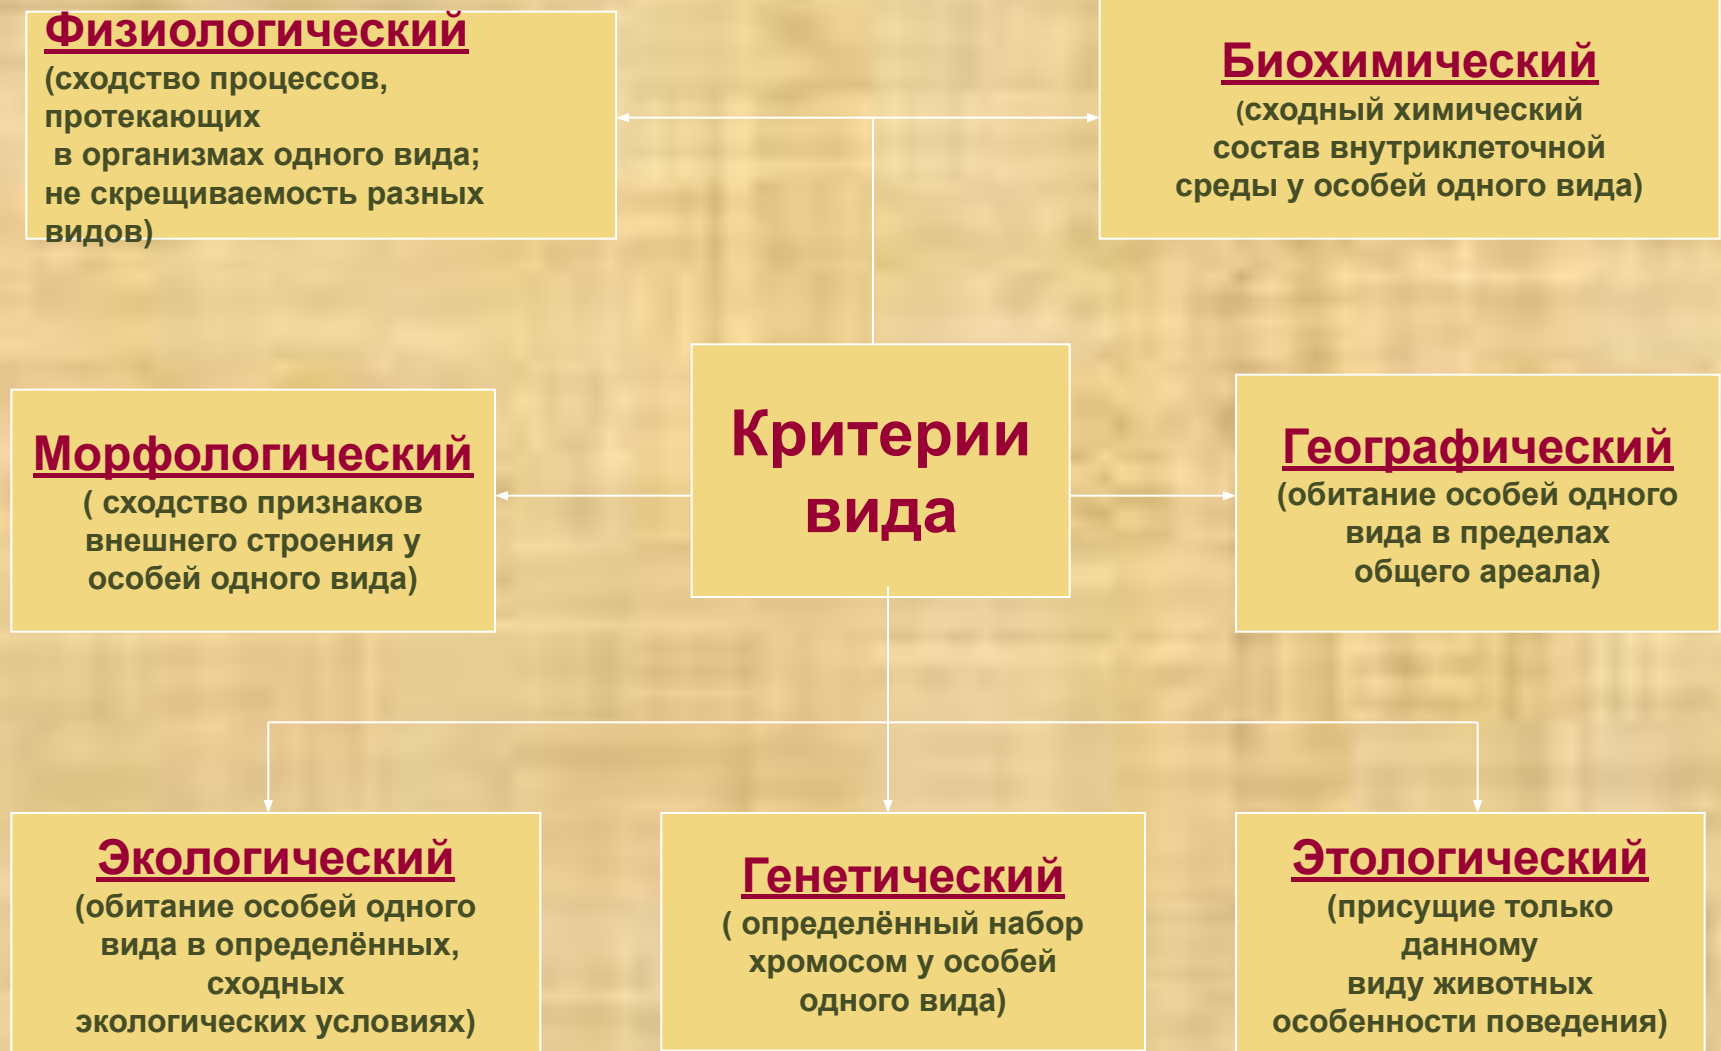 Физиологический
(сходство процессов,
протекающих
в организмах одного вида;
не скрещиваемость разных
видов)
Биохимический
(сходный химический
состав внутриклеточной
среды у особей одного вида)
Морфологический
( сходство признаков
внешнего строения у
особей одного вида)
Критерии
вида
Географический
(обитание особей одного
вида в пределах
общего ареала)
Экологический
(обитание особей одного
вида в определённых,
сходных
экологических условиях)
Генетический
( определённый набор
хромосом у особей
одного вида)
Этологический
(присущие только
данному
виду животных
особенности поведения)